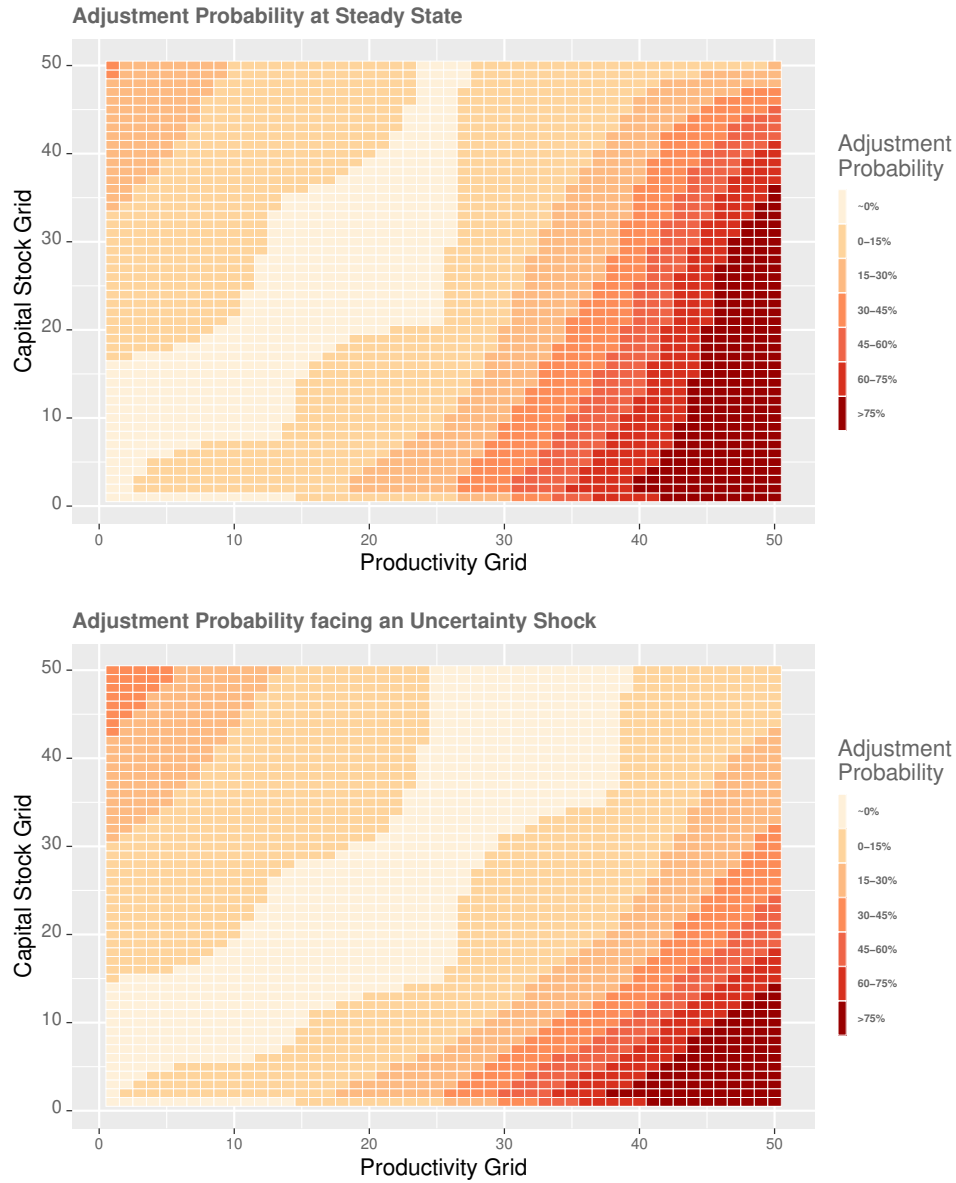 Adjustment Probability at Steady State
50
40
30
20
10
0
Capital Stock Grid
0 10 20 30 40 50
Productivity Grid
Adjustment
Probability
~0%
0–15%
15–30%
30–45%
45–60%
60–75%
>75%
Adjustment Probability facing an Uncertainty Shock
50
40
30
20
10
0
Capital Stock Grid
0 10 20 30 40 50
Productivity Grid
Adjustment
Probability
~0%
0–15%
15–30%
30–45%
45–60%
60–75%
>75%